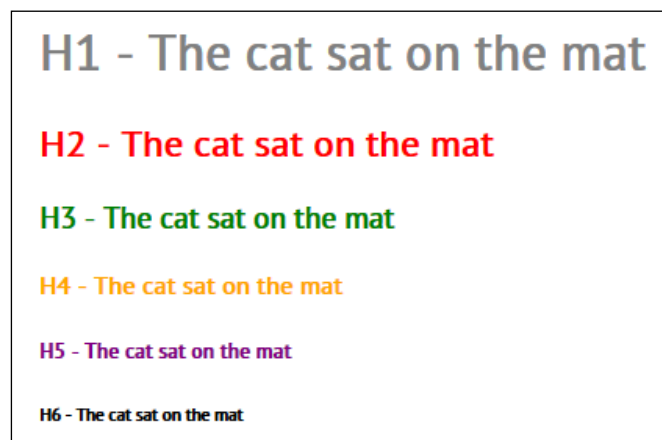 H1 - The cat sat on the mat
H2 - The cat sat on the mat
H3 - The cat sat on the mat
H4 - The cat sat on the mat
H5 - The cat sat on the mat
H6 - The cat sat on the mat